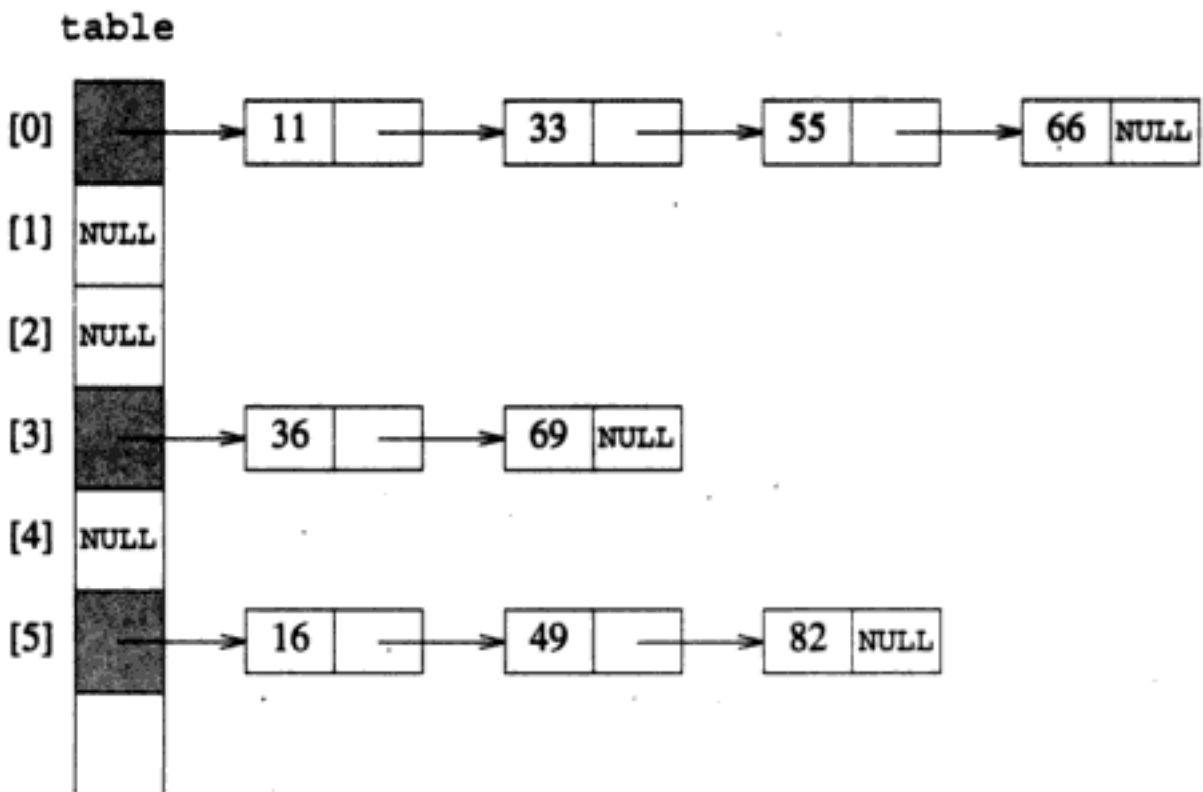 table
[0] 11 33 55 66 NULL
[1] NULL
[2] NULL
[3] 36 69 NULL
[4] NULL
[5] 16 49 82 NULL